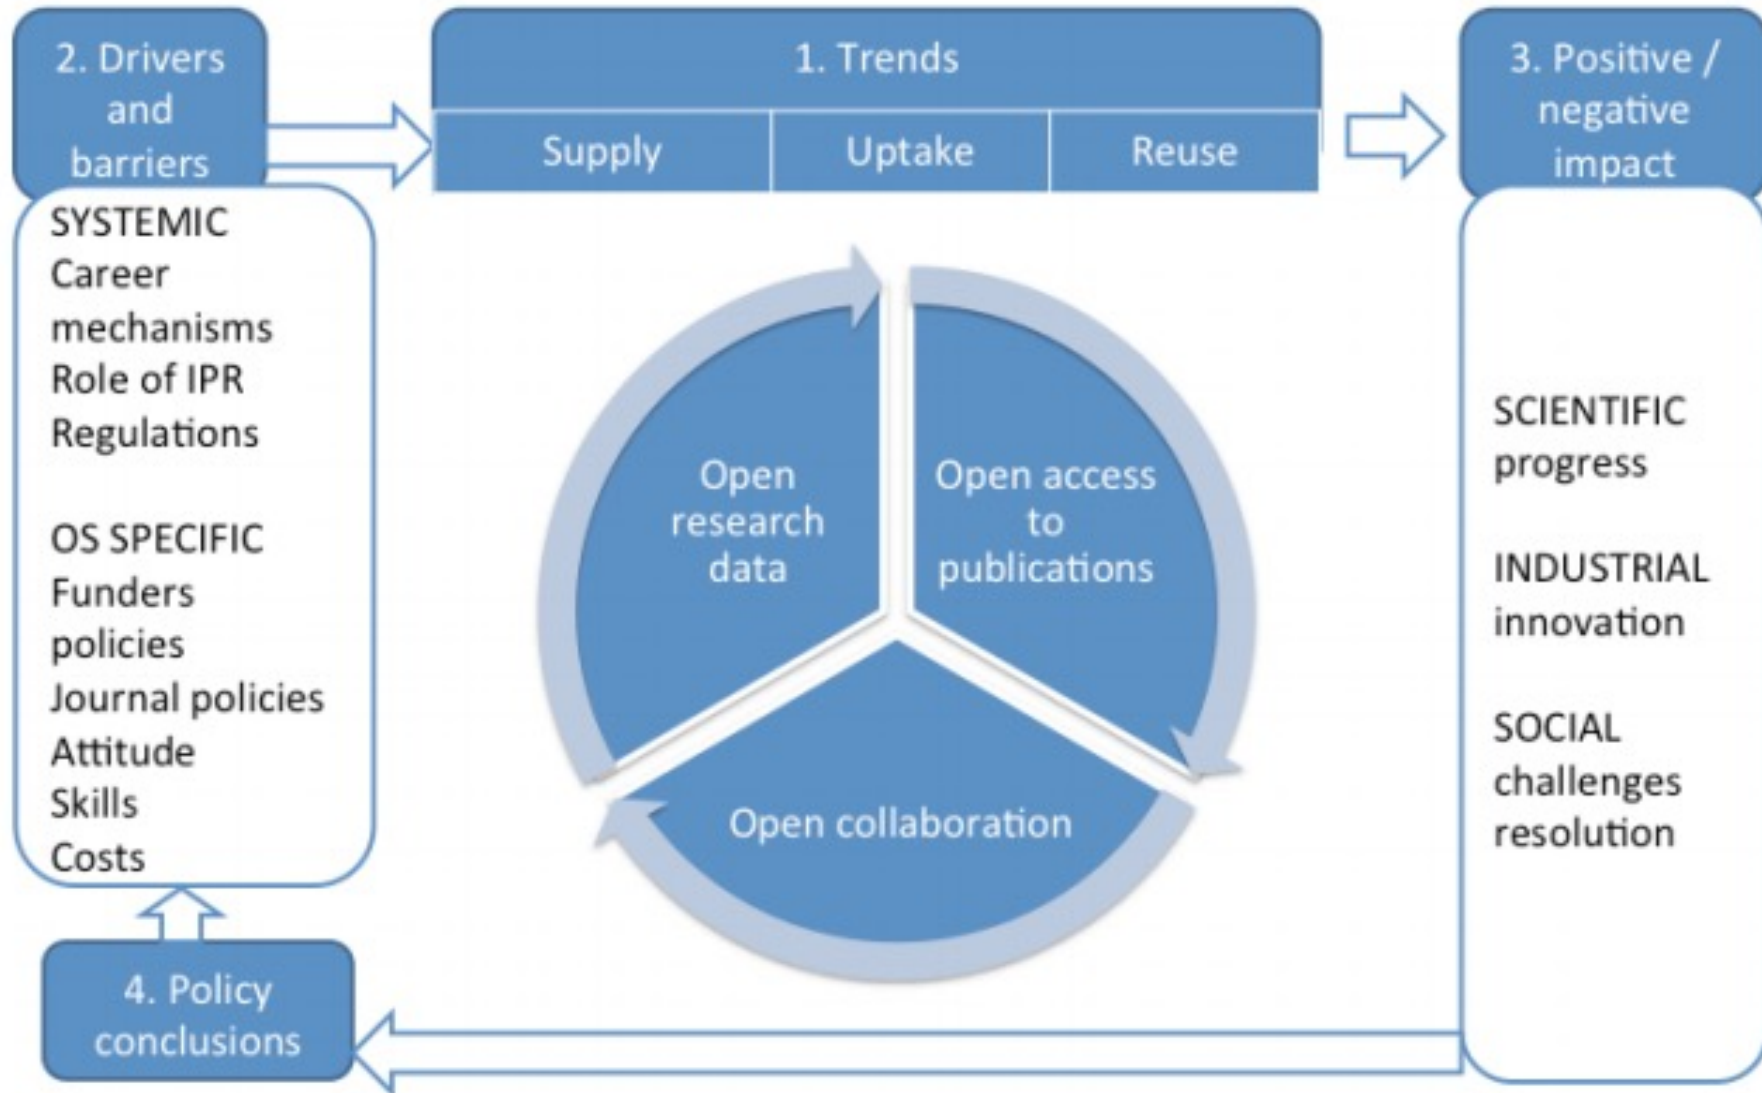 2. Drivers
and
barriers
SYSTEMIC
Career
mechanisms
Role of IPR
Regulations
OS SPECIFIC
Funders
policies
Journal policies
Attitude
Skills
Costs
4. Policy
conclusions
1. Trends
Supply
Uptake
Reuse
Open
research
data
Open access
to
publications
Open collaboration
3. Positive /
negative
impact
SCIENTIFIC
progress
INDUSTRIAL
innovation
SOCIAL
challenges
resolution